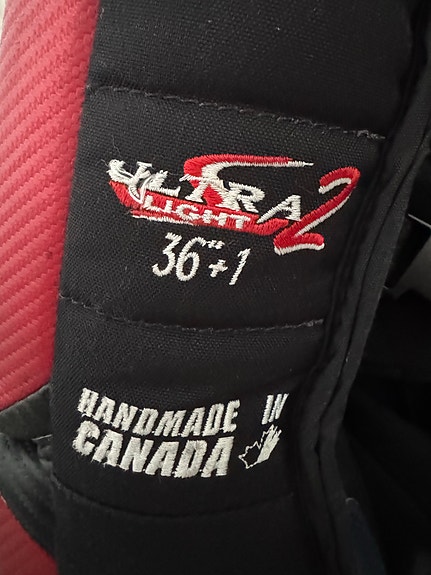 ULTRA 2
LIGHT
36"+1
HANDMADE IN
CANADA